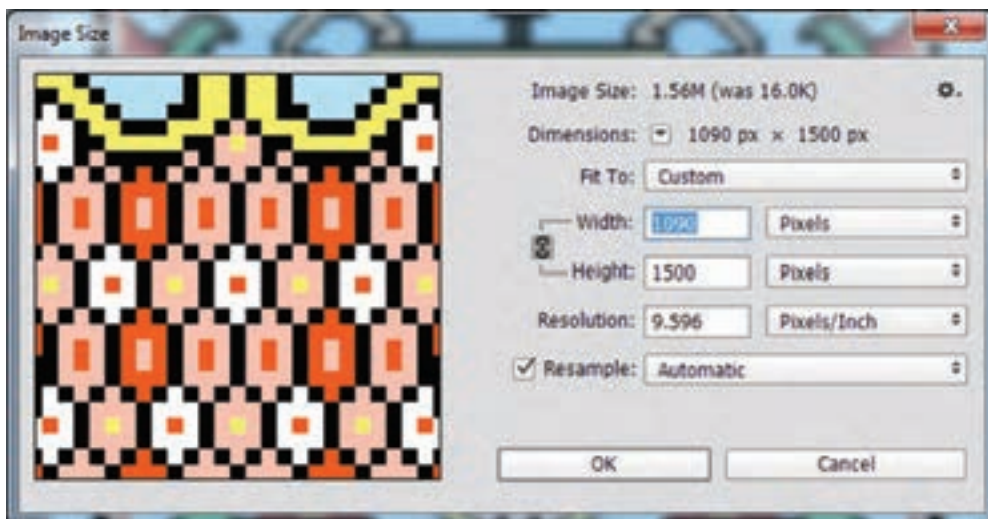 Image Size
Image Size: 1.56M (was 16.0K)
Dimensions: 1090 px × 1500 px
Fit To: Custom
Width: 1090 Pixels
Height: 1500 Pixels
Resolution: 9.596 Pixels/Inch
Resample: Automatic
OK Cancel